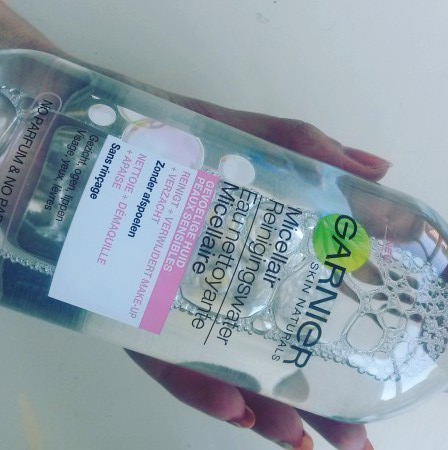 GARNIER
SKIN NATURALS
Micellair
Reinigingswater
Eau nettoyante
Micellaire
GEVOELIGE HUID
PEAUX SENSIBLES
REINIGT + VERWIJDERT MAKE-UP
+ VERZACHT
Zonder afspoelen
NETTOIE + DÉMAQUILLE
+ APAISE
Sans rinçage
Gezicht, ogen, lippen
Visage, yeux, lèvres
NO PARFUM & NO